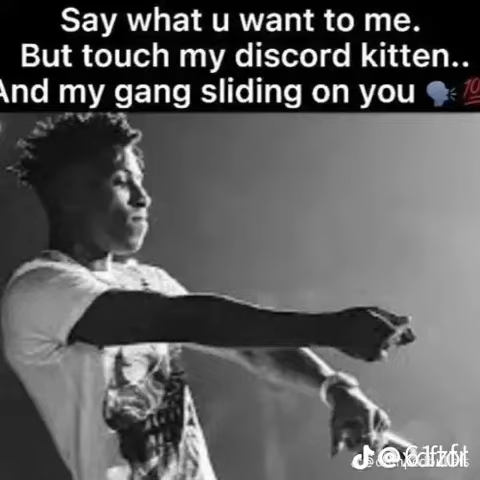 Say what u want to me.
But touch my discord kitten..
And my gang sliding on you 🗣️💯